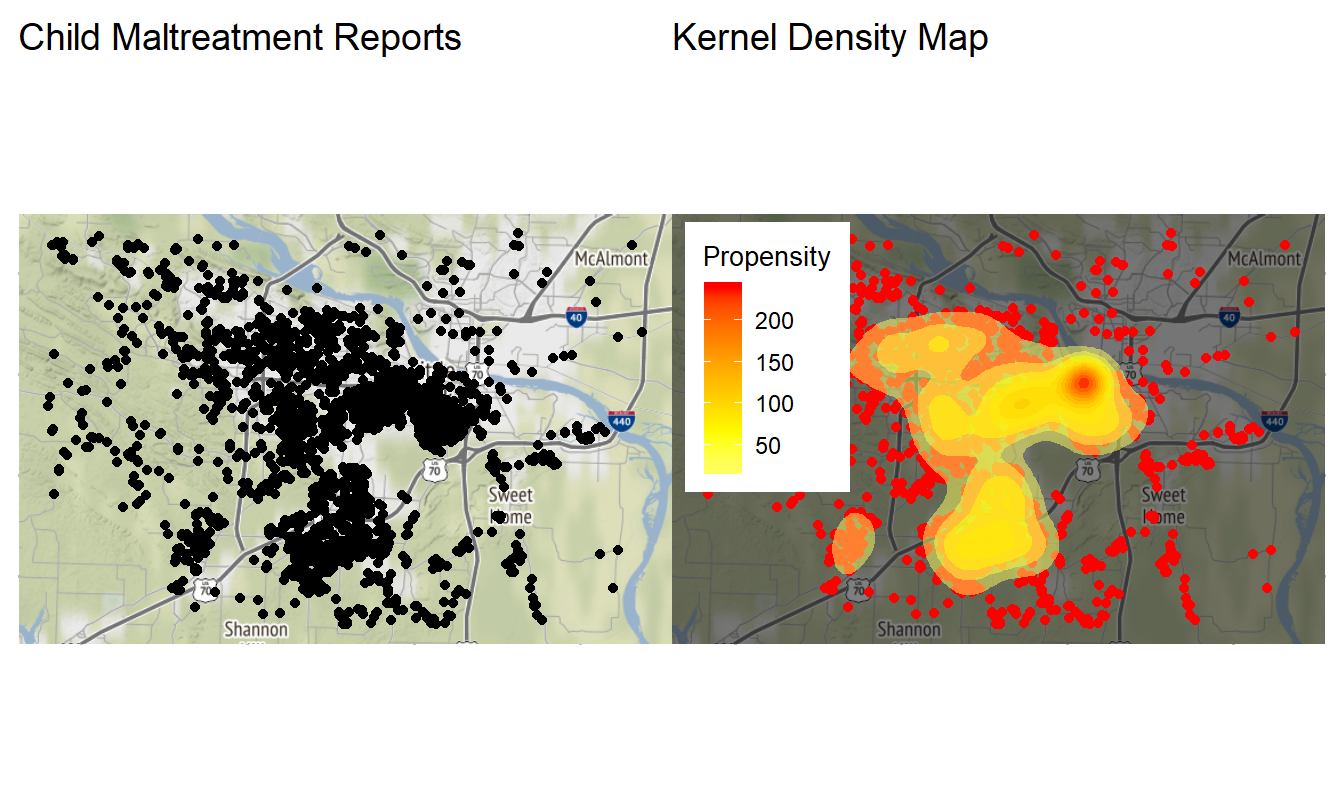 Child Maltreatment Reports
Kernel Density Map
McAlmont
40
70
440
70
Sweet
Home
70
Shannon
Propensity
200
150
100
50
McAlmont
40
70
440
70
Sweet
Home
70
Shannon